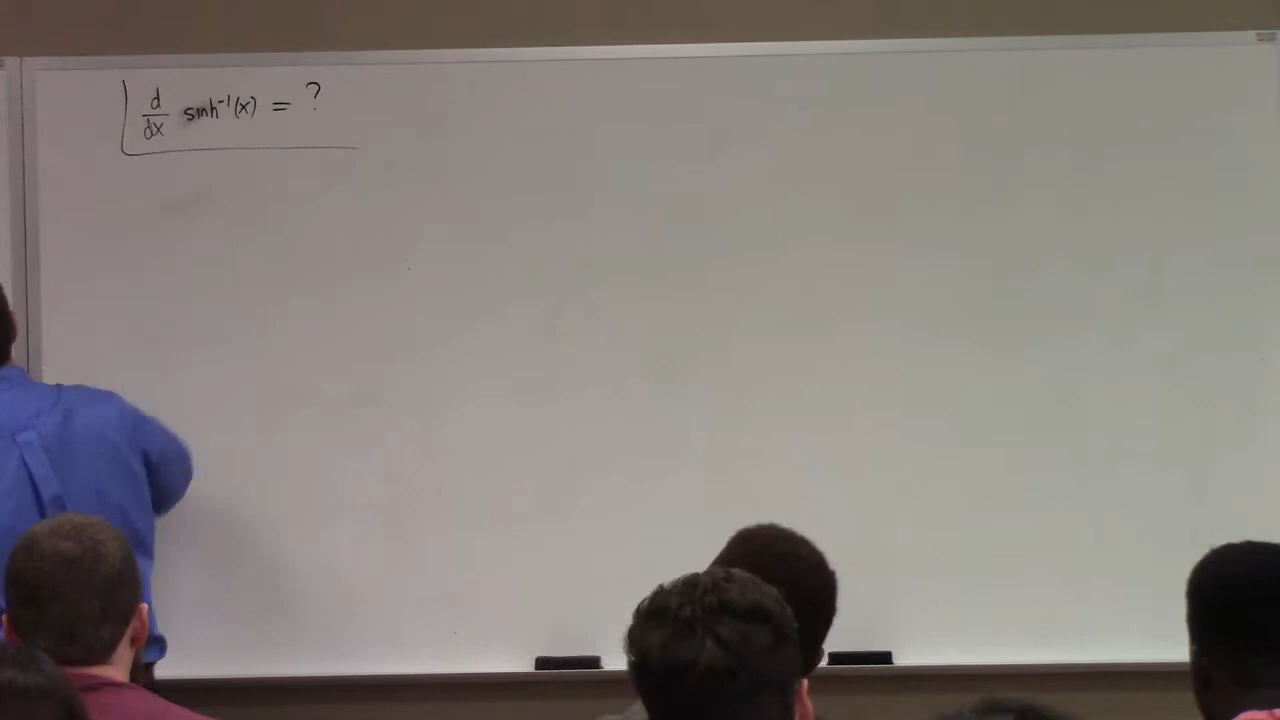 d/dx sinh⁻¹(x) = ?